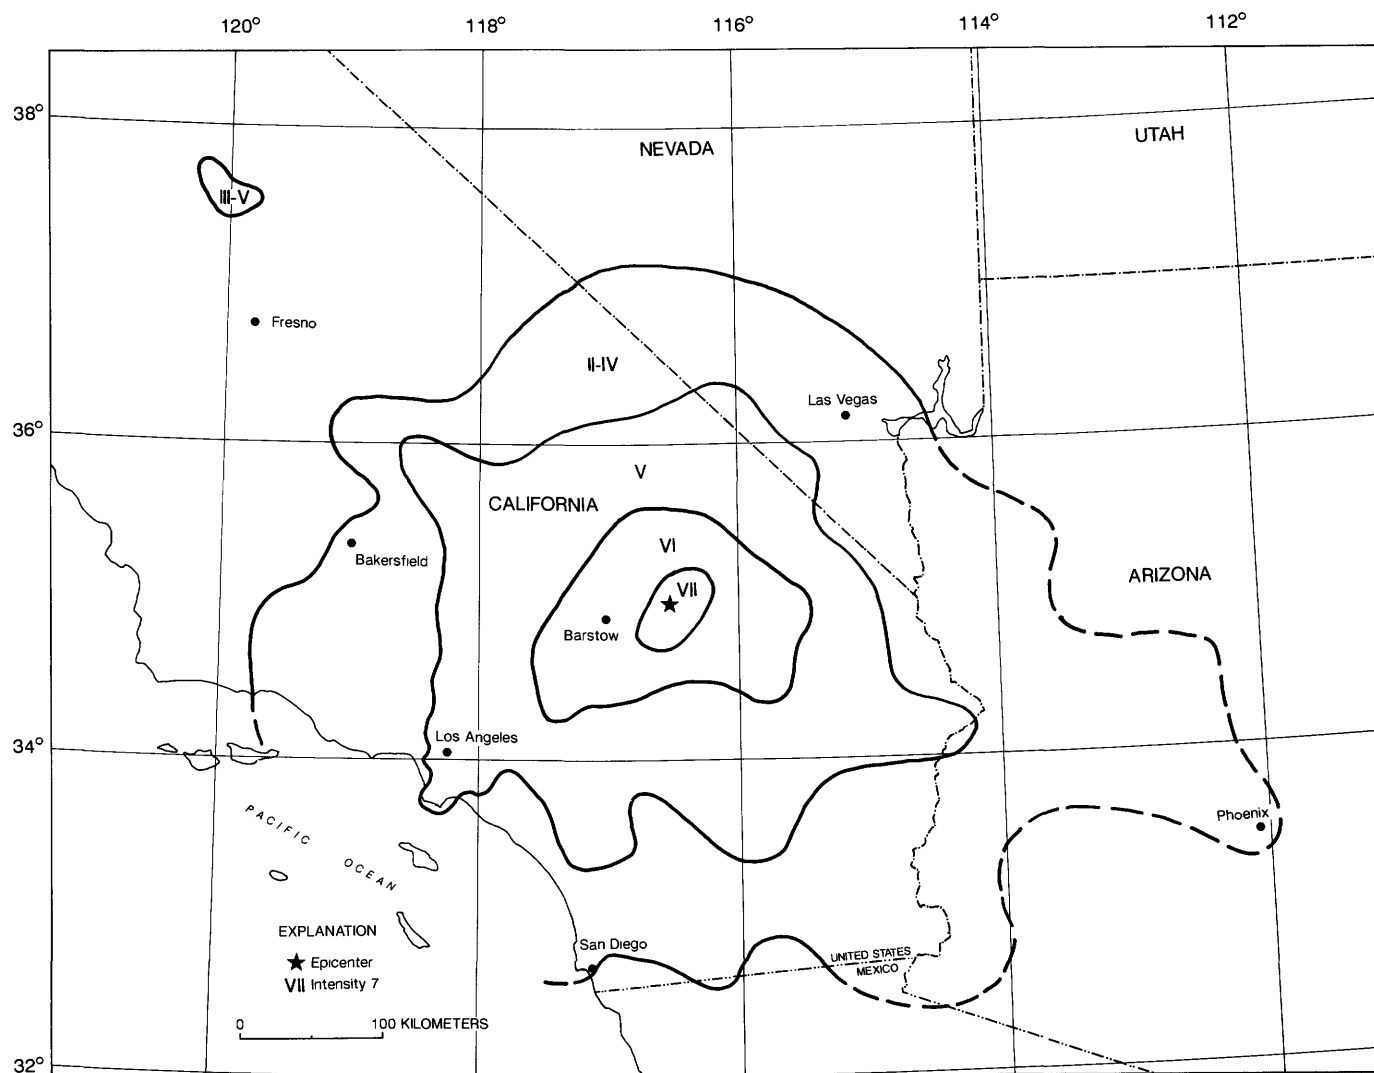 120° 118° 116° 114° 112°
38°
NEVADA
UTAH
III-V
Fresno
II-IV
Las Vegas
36°
V
CALIFORNIA
VI
Bakersfield
ARIZONA
VII
Barstow
Los Angeles
34°
PACIFIC
OCEAN
Phoenix
EXPLANATION
San Diego
UNITED STATES
MEXICO
Epicenter
VII Intensity 7
0 100 KILOMETERS
32°